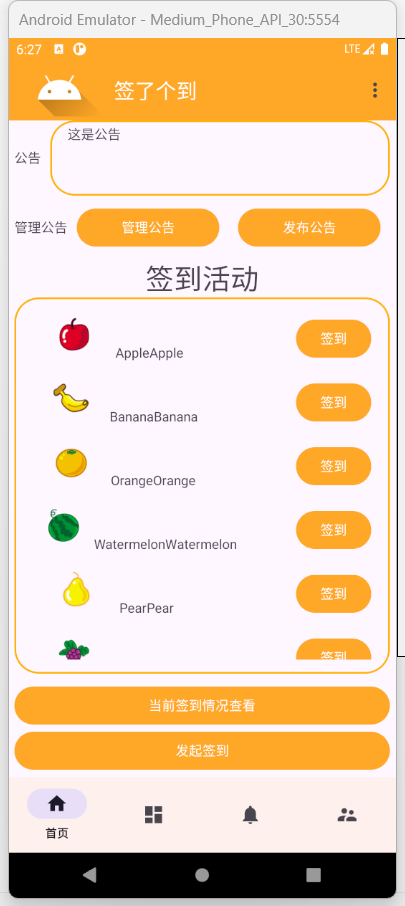 Android Emulator - Medium_Phone_API_30:5554
6:27
A
LTE
签了个到
公告
这是公告
管理公告
管理公告
发布公告
签到活动
AppleApple
签到
BananaBanana
签到
OrangeOrange
签到
WatermelonWatermelon
签到
PearPear
签到
签到
当前签到情况查看
发起签到
首页